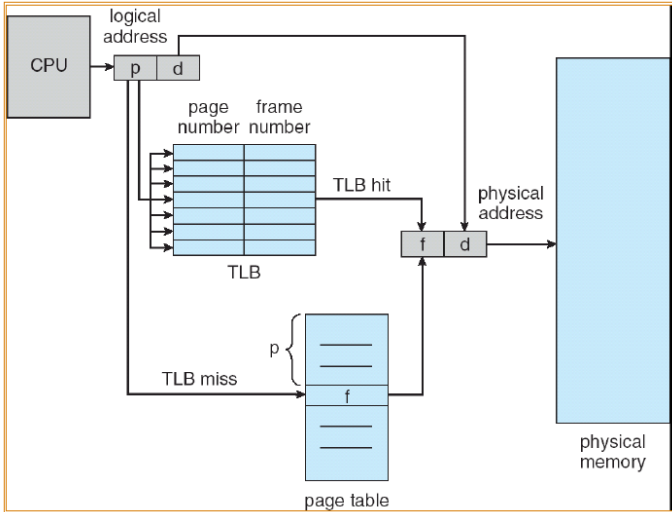 logical
address
CPU
p d
page
number
frame
number
TLB hit
physical
address
f d
TLB
p
TLB miss
f
physical
memory
page table